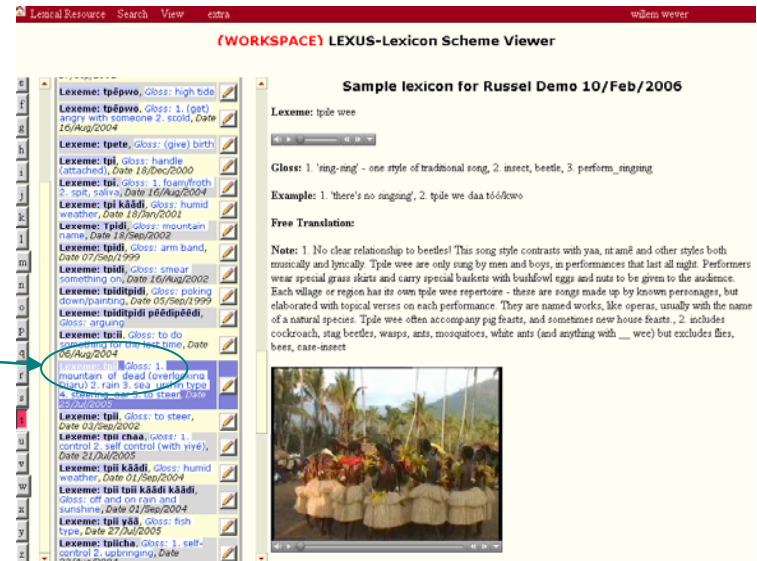 Lexical Resource Search View extra willem wever
(WORKSPACE) LEXUS-Lexicon Scheme Viewer
e
f
g
h
i
j
k
l
m
n
o
p
q
r
s
t
u
v
w
x
y
z
Lexeme: tpêpwo, Gloss: high tide
Lexeme: tpêpwo, Gloss: 1. (get)
angry with someone 2. scold, Date
16/Aug/2004
Lexeme: tpete, Gloss: (give) birth
Lexeme: tpi, Gloss: handle
(attached), Date 18/Dec/2000
Lexeme: tpi, Gloss: 1. foam/froth
2. spit, saliva, Date 16/Aug/2004
Lexeme: tpi kââdi, Gloss: humid
weather, Date 18/Jan/2001
Lexeme: Tpidi, Gloss: mountain
name, Date 18/Sep/2002
Lexeme: tpidi, Gloss: arm band,
Date 07/Sep/1999
Lexeme: tpidi, Gloss: smear
something on, Date 16/Aug/2002
Lexeme: tpiditpidi, Gloss: poking
down/painting, Date 05/Sep/1999
Lexeme: tpiditpidi pêêdipêêdi,
Gloss: arguing
Lexeme: tp:ii, Gloss: to do
something for the last time, Date
06/Aug/2004
Lexeme: tpii, Gloss: 1.
mountain of dead (overlooking
Djaru) 2. rain 3. sea urchin type
4. steering oar 5. to steer, Date
25/Jul/2005
Lexeme: tpii, Gloss: to steer,
Date 03/Sep/2002
Lexeme: tpii chaa, Gloss: 1.
control 2. self control (with yiyé),
Date 21/Jul/2005
Lexeme: tpii kââdi, Gloss: humid
weather, Date 01/Sep/2004
Lexeme: tpii tpii kââdi kââdi,
Gloss: off and on rain and
sunshine, Date 01/Sep/2004
Lexeme: tpii yââ, Gloss: fish
type, Date 27/Jul/2005
Lexeme: tpiicha, Gloss: 1. self-
control 2. upbringing, Date
Sample lexicon for Russel Demo 10/Feb/2006
Lexeme: tpile wee
Gloss: 1. 'sing-sing' - one style of traditional song, 2. insect, beetle, 3. perform_singsing
Example: 1. 'there's no singsing', 2. tpile we daa tóó/kwo
Free Translation:
Note: 1. No clear relationship to beetles! This song style contrasts with yaa, nt:amê and other styles both
musically and lyrically. Tpile wee are only sung by men and boys, in performances that last all night. Performers
wear special grass skirts and carry special baskets with bushfowl eggs and nuts to be given to the audience.
Each village or region has its own tpile wee repertoire - these are songs made up by known personages, but
elaborated with topical verses on each performance. They are named works, like operas, usually with the name
of a natural species. Tpile wee often accompany pig feasts, and sometimes new house feasts., 2. includes
cockroach, stag beetles, wasps, ants, mosquitoes, white ants (and anything with __ wee) but excludes flies,
bees, case-insect